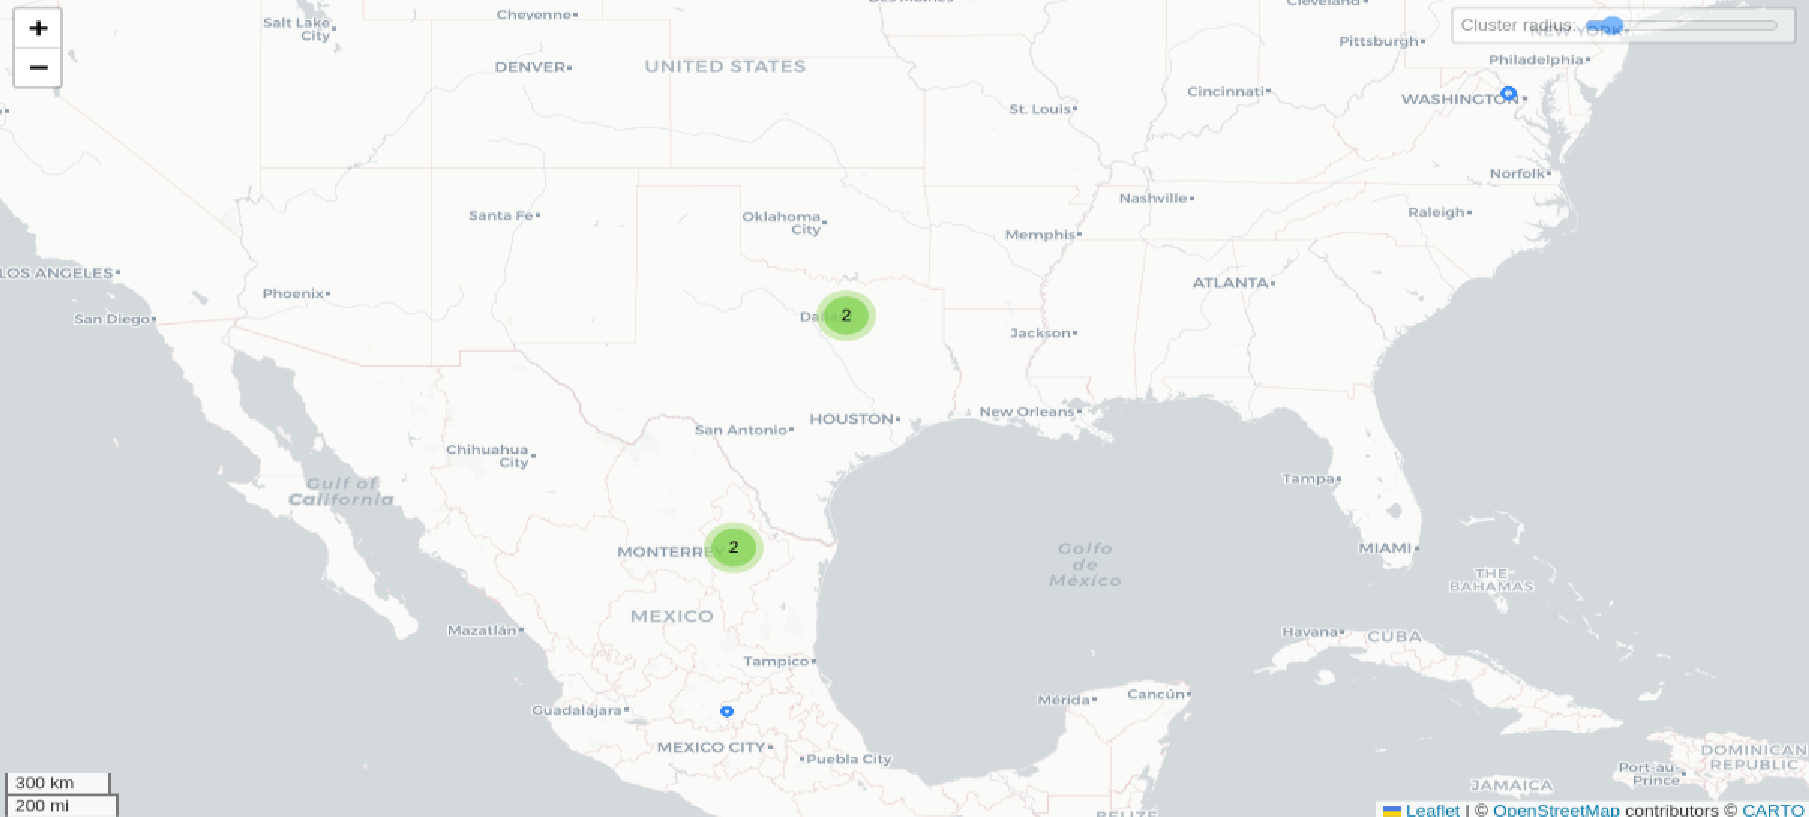 Des Moines
Cleveland
+
−
Salt Lake
City
Cheyenne
Cluster radius:
NEW YORK
Pittsburgh
Philadelphia
DENVER
UNITED STATES
Cincinnati
WASHINGTON
St. Louis
Norfolk
Nashville
Raleigh
Santa Fe
Oklahoma
City
Memphis
LOS ANGELES
Phoenix
ATLANTA
San Diego
2
Jackson
New Orleans
HOUSTON
San Antonio
Chihuahua
City
Gulf of
California
Tampa
MONTERREY
2
Golfo
de
México
MIAMI
THE
BAHAMAS
MEXICO
Mazatlán
Havana
CUBA
Tampico
Mérida
Cancún
Guadalajara
MEXICO CITY
Puebla City
DOMINICAN
REPUBLIC
Port-au-
Prince
JAMAICA
300 km
200 mi
BELIZE
Leaflet | © OpenStreetMap contributors © CARTO